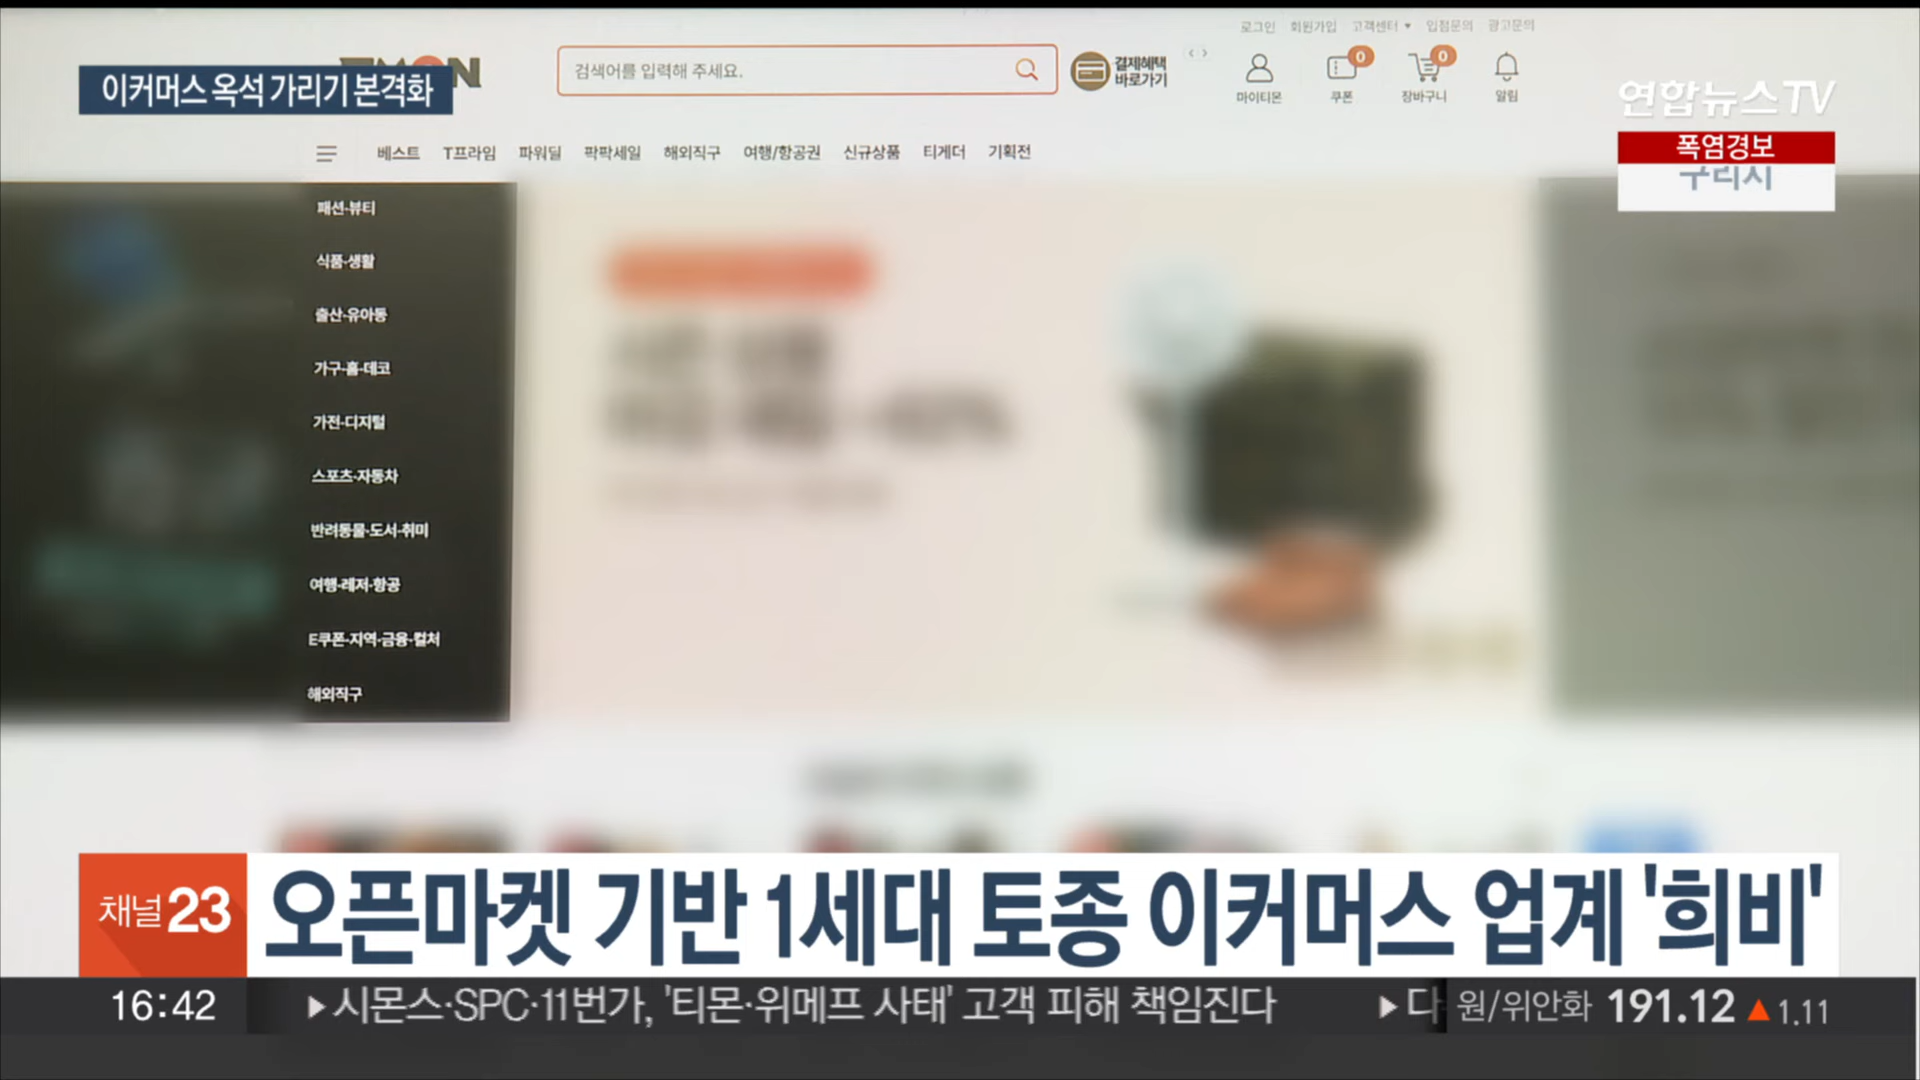 로그인 회원가입 고객센터 입점문의 광고문의
이커머스 옥석 가리기 본격화
검색어를 입력해 주세요.
결제혜택
바로가기
0
0
마이티몬 쿠폰 장바구니 알림
연합뉴스TV
폭염경보
구리시
베스트 T프라임 파워딜 팍팍세일 해외직구 여행/항공권 신규상품 티게더 기획전
패션·뷰티
식품·생활
출산·유아동
가구·홈·데코
가전·디지털
스포츠·자동차
반려동물·도서·취미
여행·레저·항공
E쿠폰·지역·금융·컬처
해외직구
채널23
오픈마켓 기반 1세대 토종 이커머스 업계 '희비'
16:42
▶시몬스·SPC·11번가, '티몬·위메프 사태' 고객 피해 책임진다 ▶다
원/위안화 191.12 ▲1.11